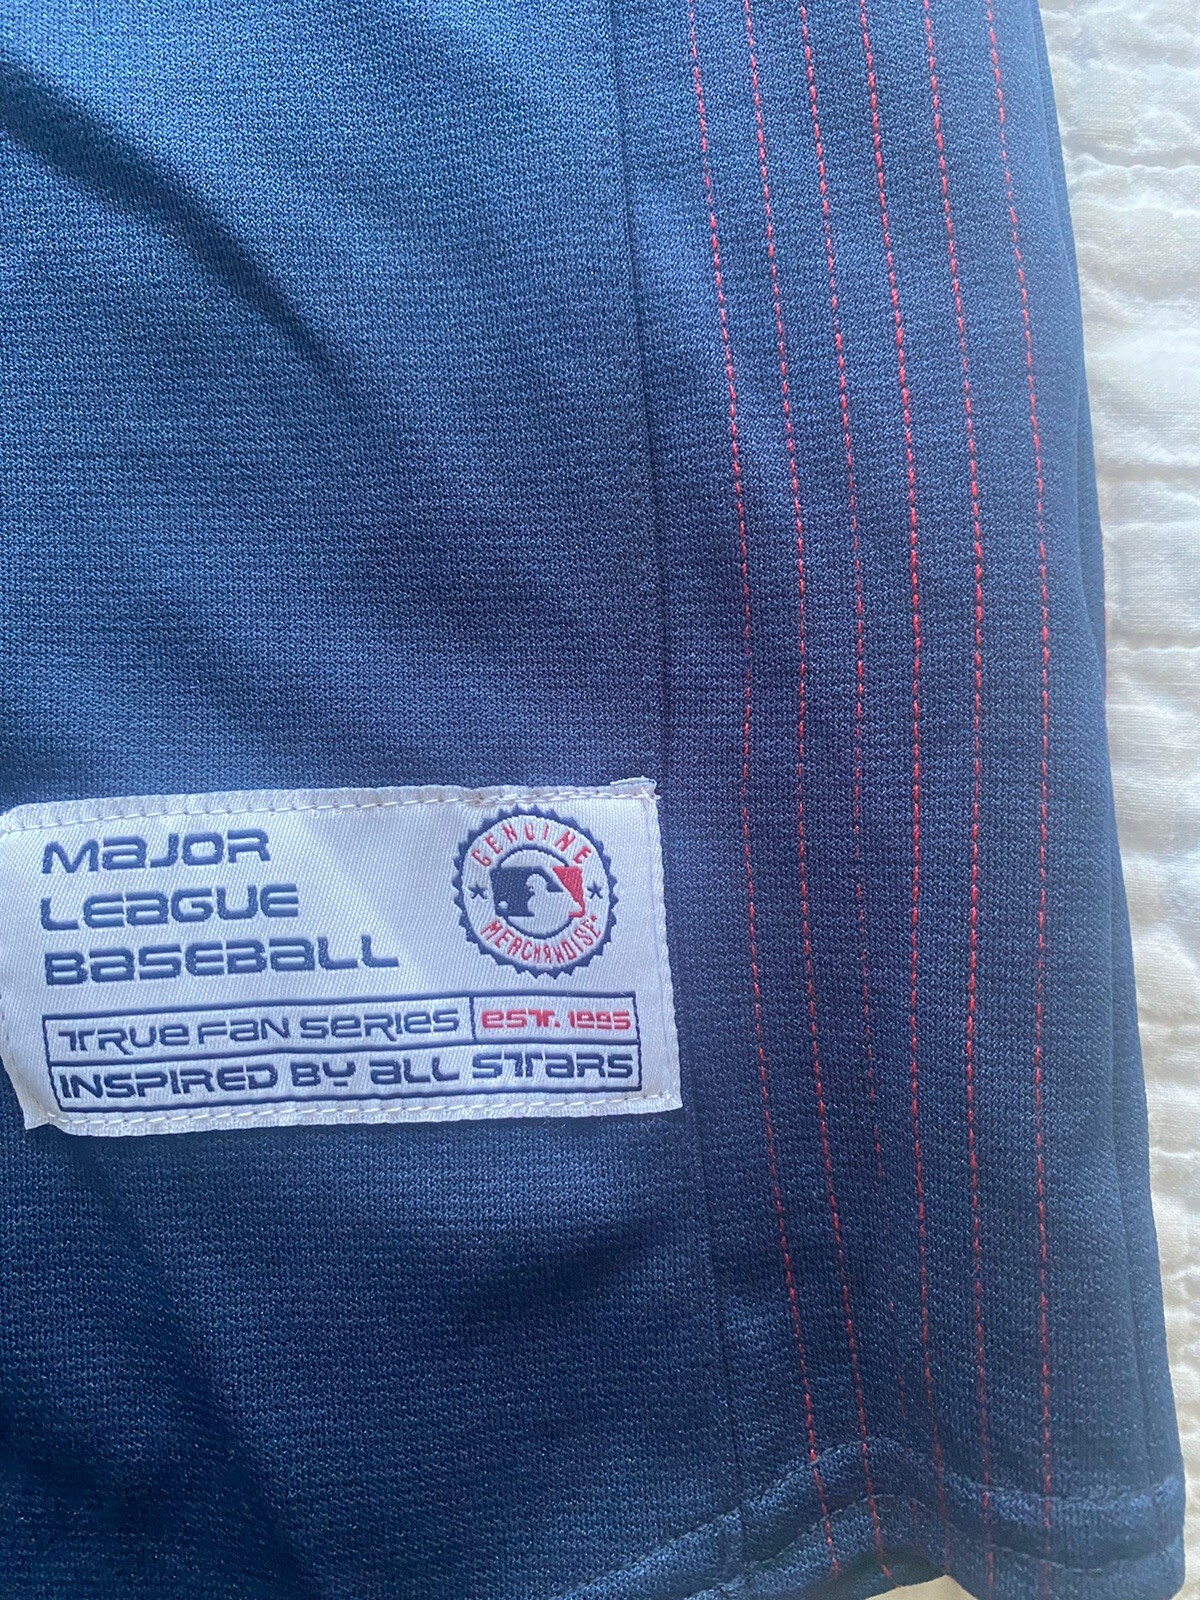 MAJOR
LEAGUE
BASEBALL
GENUINE
MERCHANDISE
TRUE FAN SERIES EST. 1995
INSPIRED BY ALL STARS